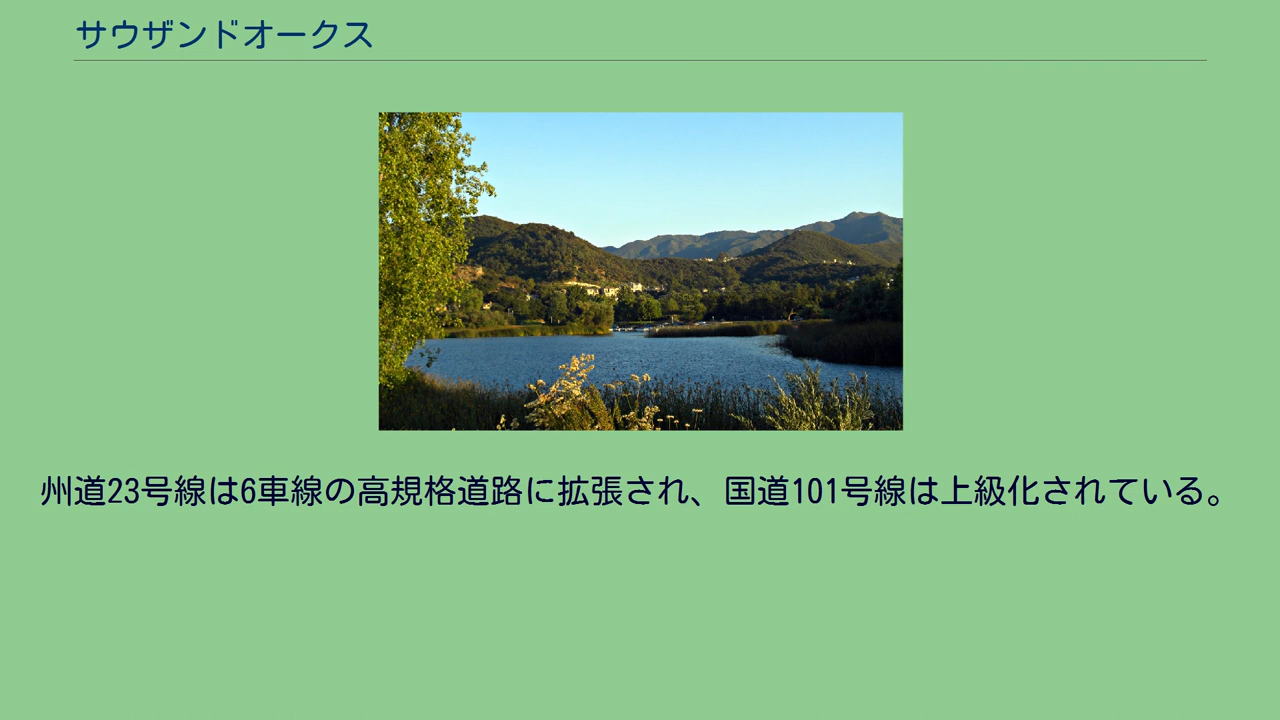 サウザンドオークス
州道23号線は6車線の高規格道路に拡張され、国道101号線は上級化されている。